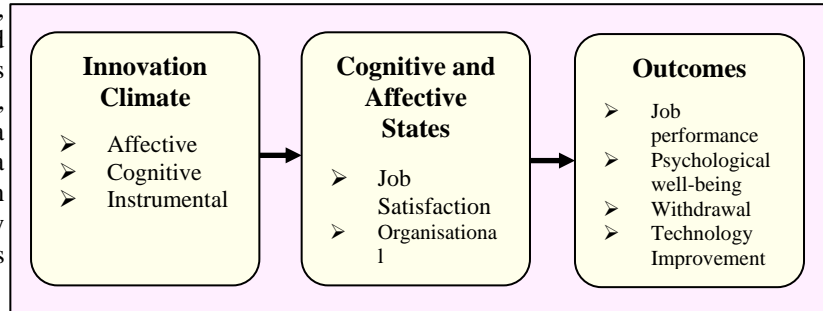 ,
d
s
,
a
a
n
y
s
Innovation
Climate
➢ Affective
➢ Cognitive
➢ Instrumental
Cognitive and
Affective
States
➢ Job
Satisfaction
➢ Organisationa
l
Outcomes
➢ Job
performance
➢ Psychological
well-being
➢ Withdrawal
➢ Technology
Improvement